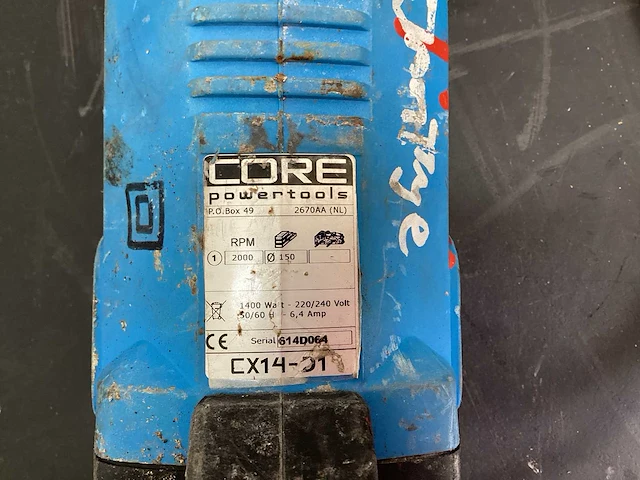 CORE
powertools
P.O.Box 49 2670AA (NL)
RPM
1 2000 Ø 150 -
1400 Watt - 220/240 Volt
50/60 H - 6,4 Amp
CE Serial 614D064
CX14-D1